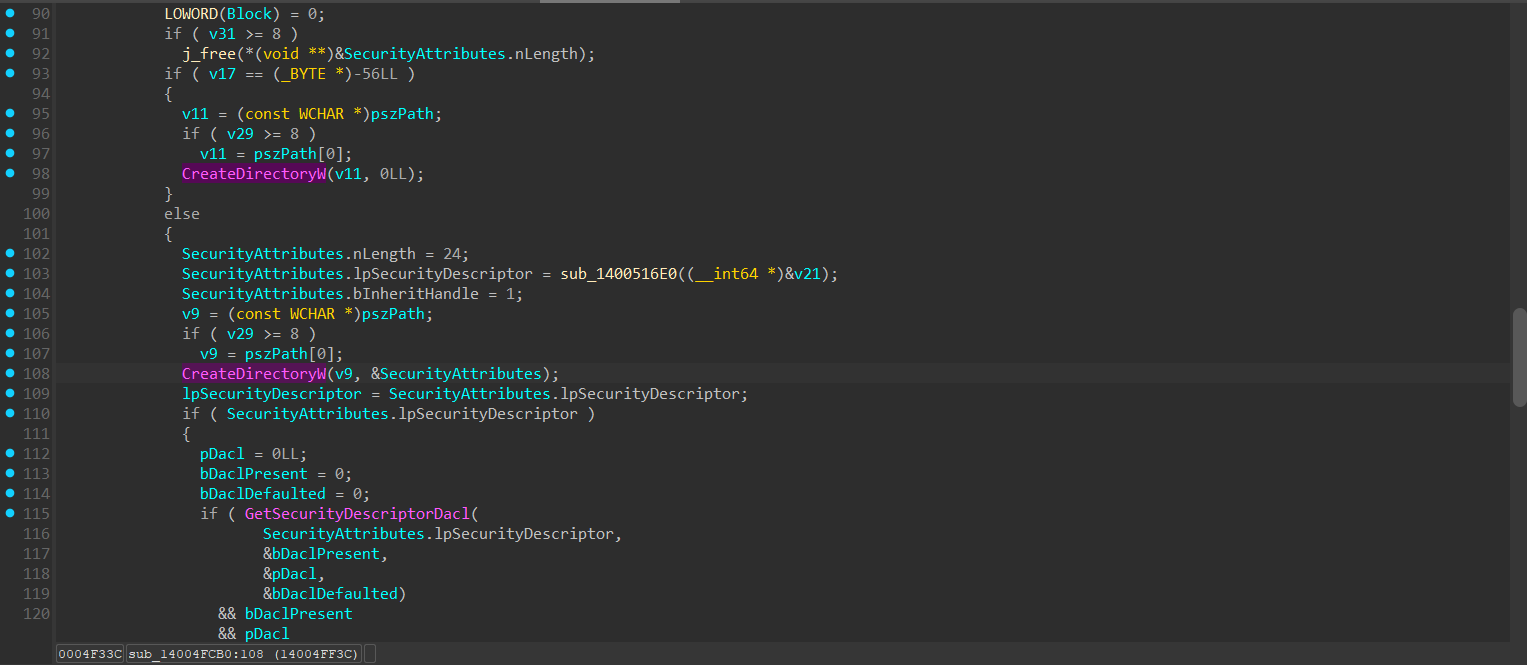 90 LOWORD(Block) = 0;
91 if ( v31 >= 8 )
92 j_free(*(void **)&SecurityAttributes.nLength);
93 if ( v17 == (_BYTE *)-56LL )
94 {
95 v11 = (const WCHAR *)pszPath;
96 if ( v29 >= 8 )
97 v11 = pszPath[0];
98 CreateDirectoryW(v11, 0LL);
99 }
100 else
101 {
102 SecurityAttributes.nLength = 24;
103 SecurityAttributes.lpSecurityDescriptor = sub_1400516E0((__int64 *)&v21);
104 SecurityAttributes.bInheritHandle = 1;
105 v9 = (const WCHAR *)pszPath;
106 if ( v29 >= 8 )
107 v9 = pszPath[0];
108 CreateDirectoryW(v9, &SecurityAttributes);
109 lpSecurityDescriptor = SecurityAttributes.lpSecurityDescriptor;
110 if ( SecurityAttributes.lpSecurityDescriptor )
111 {
112 pDacl = 0LL;
113 bDaclPresent = 0;
114 bDaclDefaulted = 0;
115 if ( GetSecurityDescriptorDacl(
116 SecurityAttributes.lpSecurityDescriptor,
117 &bDaclPresent,
118 &pDacl,
119 &bDaclDefaulted)
120 && bDaclPresent
&& pDacl
0004F33C sub_14004FCB0:108 (14004FF3C)